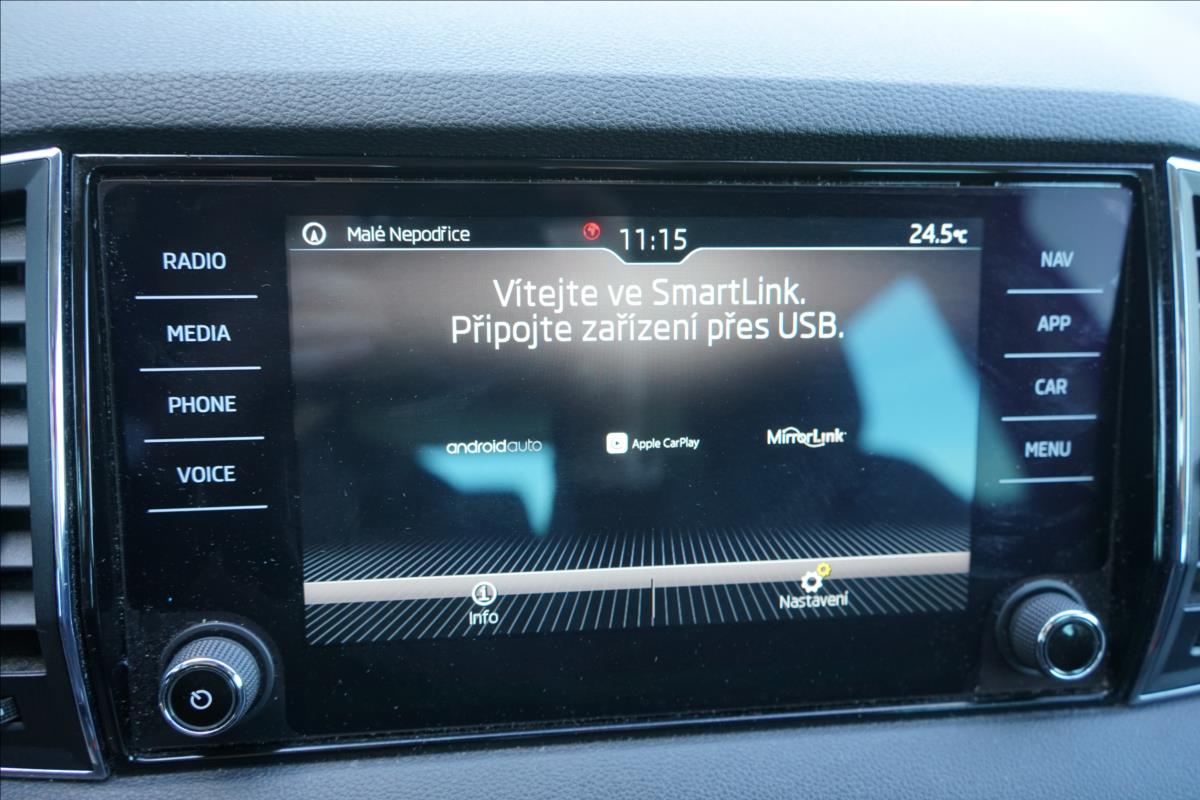 Malé Nepodřice
11:15
24.5°C
RADIO
MEDIA
PHONE
VOICE
Vítejte ve SmartLink.
Připojte zařízení přes USB.
androidauto
Apple CarPlay
MirrorLink
Info
Nastavení
NAV
APP
CAR
MENU